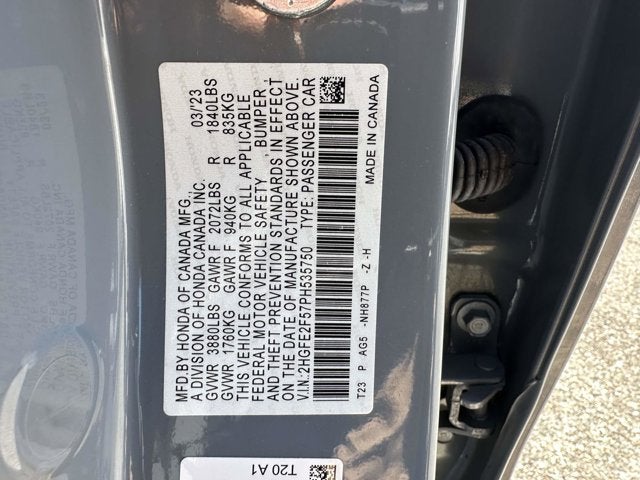 MFD.BY HONDA OF CANADA MFG. 03/'23
A DIVISION OF HONDA CANADA INC.
GVWR 3880LBS GAWR F 2072LBS R 1840LBS
GVWR 1760KG GAWR F 940KG R 835KG
THIS VEHICLE CONFORMS TO ALL APPLICABLE
FEDERAL MOTOR VEHICLE SAFETY BUMPER
AND THEFT PREVENTION STANDARDS IN EFFECT
ON THE DATE OF MANUFACTURE SHOWN ABOVE.
V.I.N.:2HGFE2F57PH535750 TYPE: PASSENGER CAR
T23 P AG5 -NH877P -Z -H
MADE IN CANADA
T20 A1